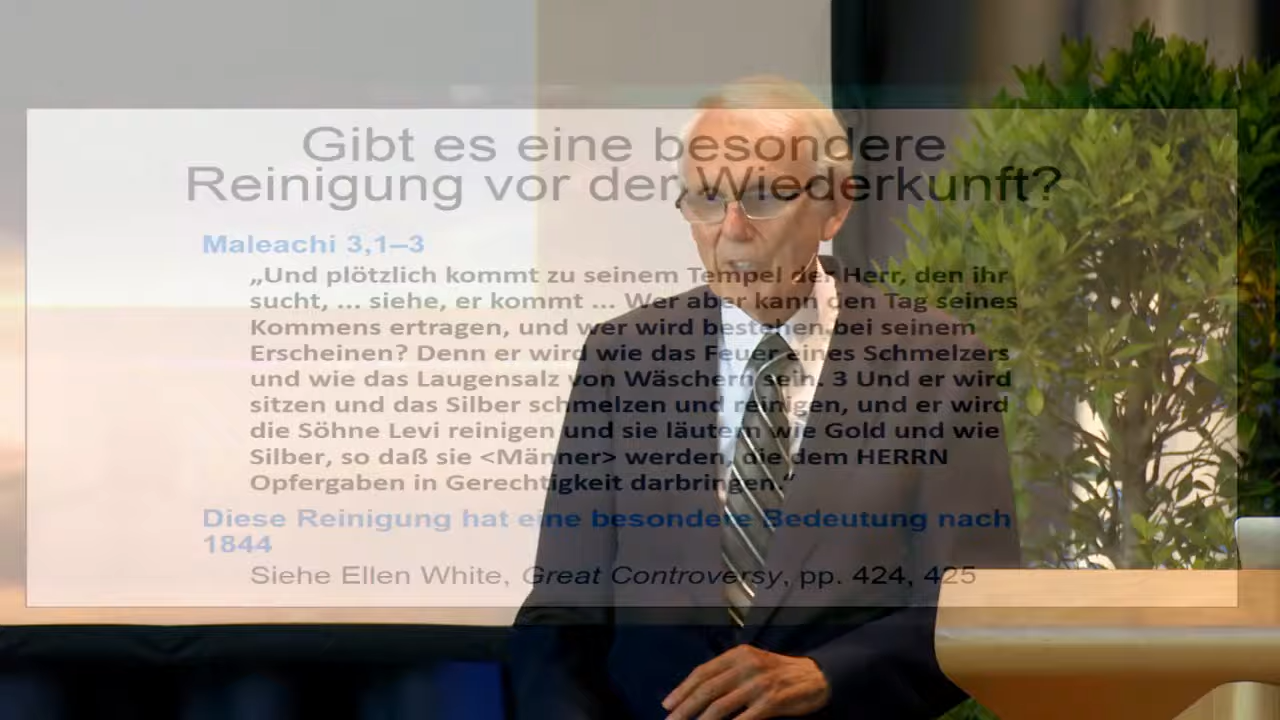 Gibt es eine besondere
Reinigung vor der Wiederkunft?
Maleachi 3,1–3
„Und plötzlich kommt zu seinem Tempel der Herr, den ihr
sucht, ... siehe, er kommt ... Wer aber kann den Tag seines
Kommens ertragen, und wer wird bestehen bei seinem
Erscheinen? Denn er wird wie das Feuer eines Schmelzers
und wie das Laugensalz von Wäschern sein. 3 Und er wird
sitzen und das Silber schmelzen und reinigen, und er wird
die Söhne Levi reinigen und sie läutern wie Gold und wie
Silber, so daß sie <Männer> werden, die dem HERRN
Opfergaben in Gerechtigkeit darbringen.“
Diese Reinigung hat eine besondere Bedeutung nach
1844
Siehe Ellen White, Great Controversy, pp. 424, 425